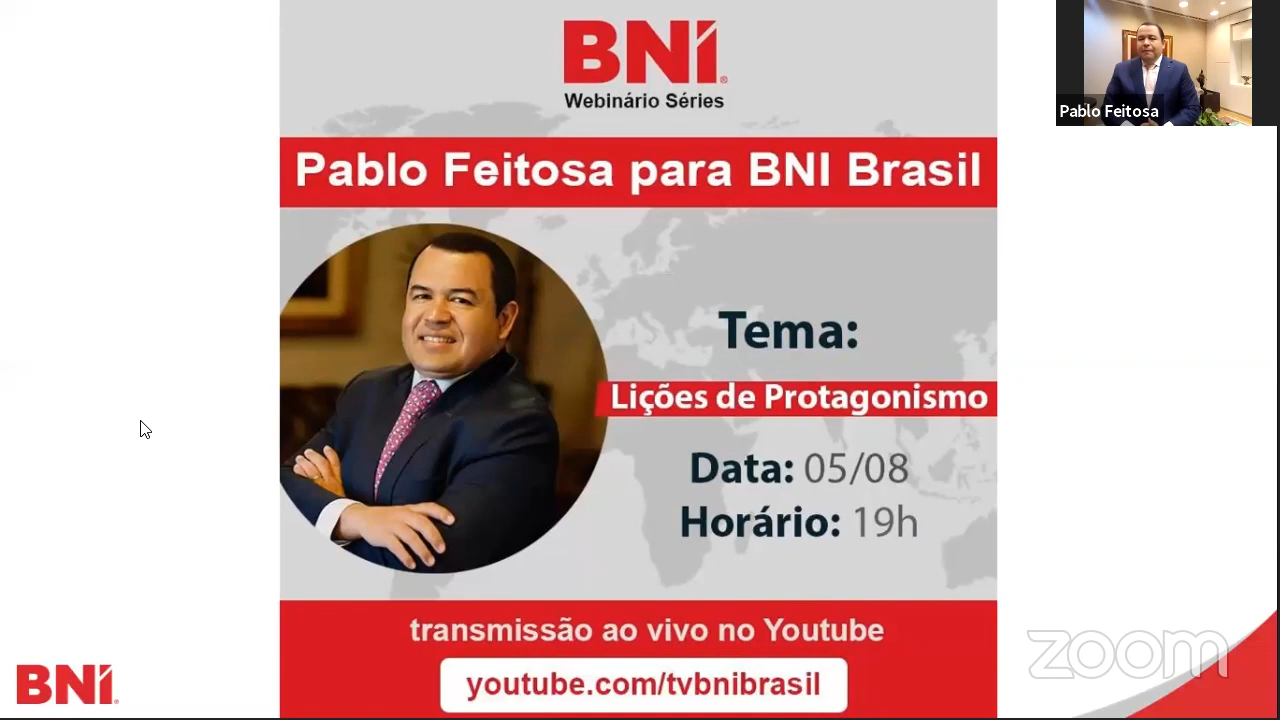 BNI®
Webinário Séries
Pablo Feitosa
Pablo Feitosa para BNI Brasil
Tema:
Lições de Protagonismo
Data: 05/08
Horário: 19h
transmissão ao vivo no Youtube
youtube.com/tvbnibrasil
BNI®
zoom